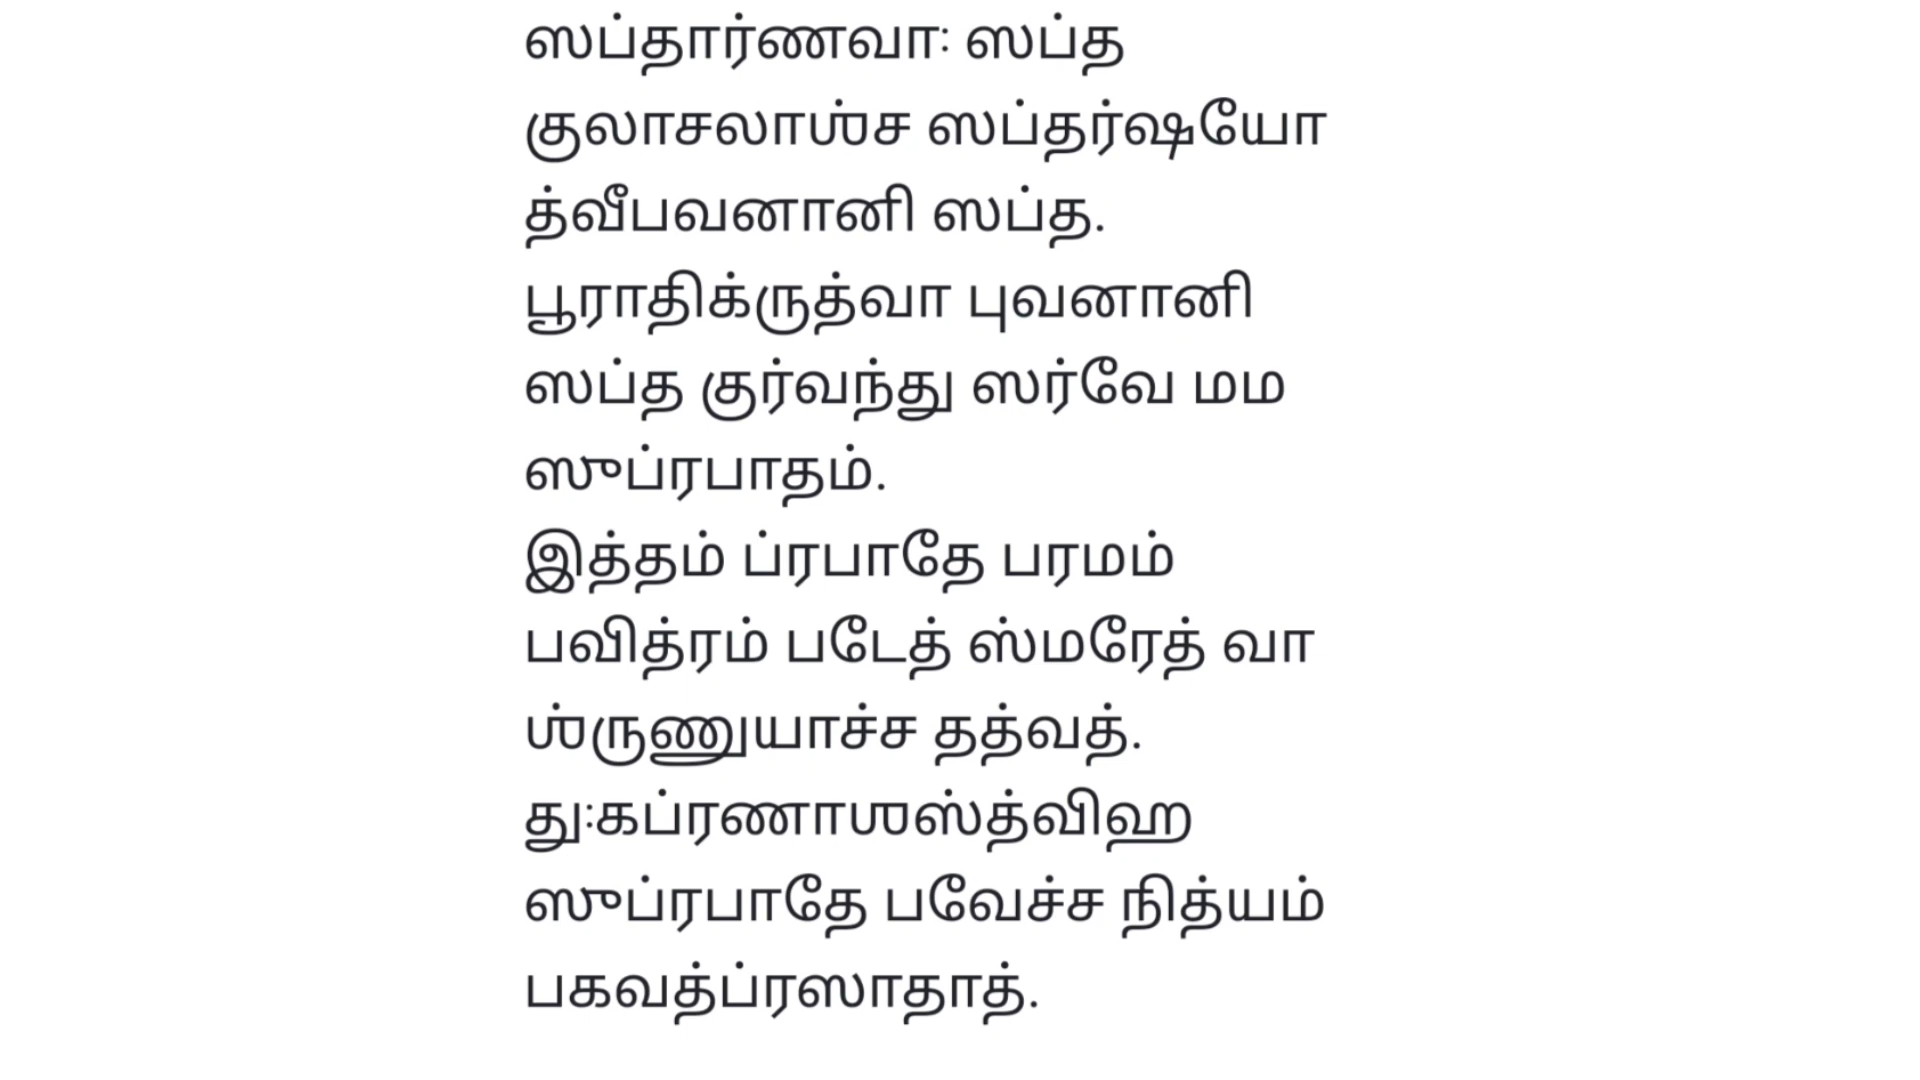 ஸப்தார்ணவா: ஸப்த
குலாசலாஶ்ச ஸப்தர்ஷயோ
த்வீபவனானி ஸப்த.
பூராதிக்ருத்வா புவனானி
ஸப்த குர்வந்து ஸர்வே மம
ஸுப்ரபாதம்.
இத்தம் ப்ரபாதே பரமம்
பவித்ரம் படேத் ஸ்மரேத் வா
ஶ்ருணுயாச்ச தத்வத்.
து:கப்ரணாஶஸ்த்விஹ
ஸுப்ரபாதே பவேச்ச நித்யம்
பகவத்ப்ரஸாதாத்.